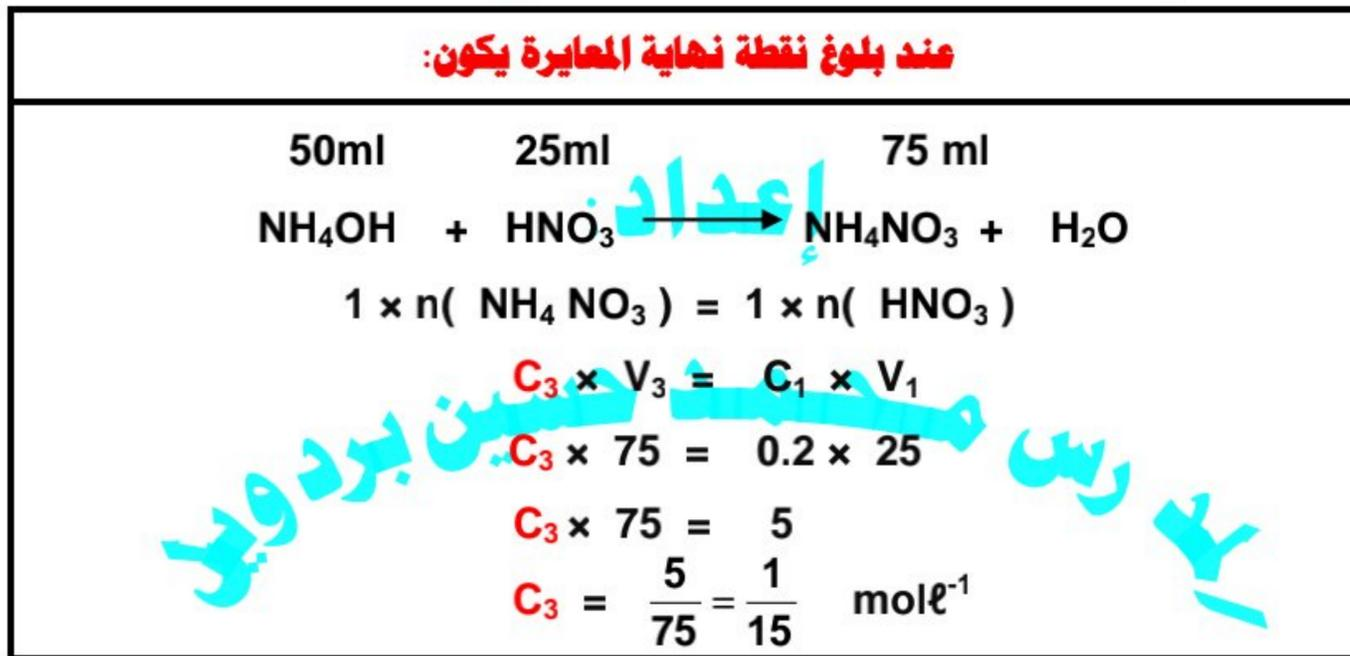 عند بلوغ نقطة نهاية المعايرة يكون:
50ml 25ml 75 ml
إعداد:
NH₄OH + HNO₃ → NH₄NO₃ + H₂O
1 × n( NH₄ NO₃ ) = 1 × n( HNO₃ )
C₃ × V₃ = C₁ × V₁
المدرس محمد حسين بردويل
C₃ × 75 = 0.2 × 25
C₃ × 75 = 5
C₃ = 5/75 = 1/15 molℓ⁻¹